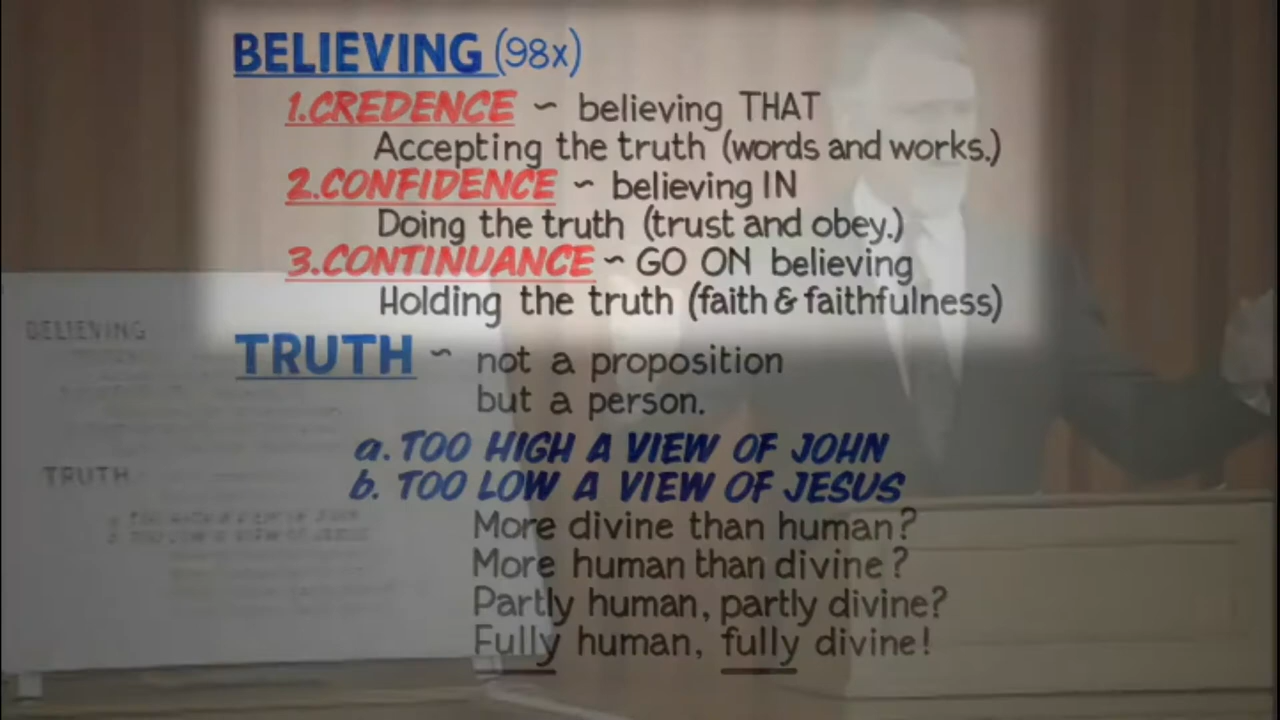 BELIEVING (98x)
1.CREDENCE ~ believing THAT
Accepting the truth (words and works.)
2.CONFIDENCE ~ believing IN
Doing the truth (trust and obey.)
3.CONTINUANCE ~ GO ON believing
Holding the truth (faith & faithfulness)
TRUTH ~ not a proposition
but a person.
a. TOO HIGH A VIEW OF JOHN
b. TOO LOW A VIEW OF JESUS
More divine than human?
More human than divine?
Partly human, partly divine?
Fully human, fully divine!
BELIEVING
TRUTH